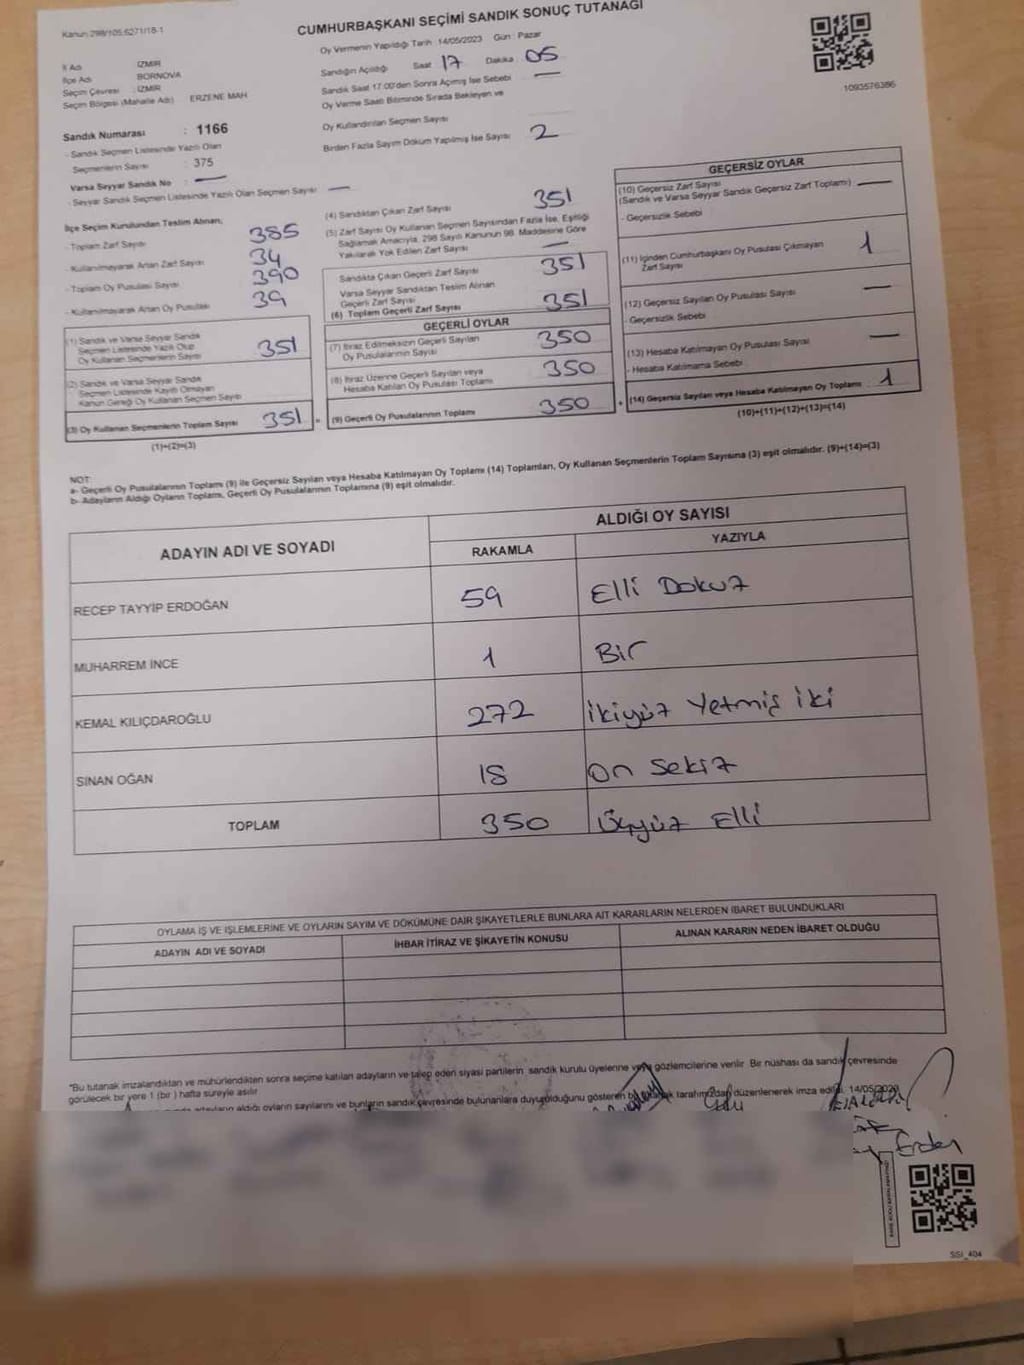 Kanun 298/105,6271/18-1
CUMHURBAŞKANI SEÇİMİ SANDIK SONUÇ TUTANAĞI
Oy Vermenin Yapıldığı Tarih :14/05/2023 Gün : Pazar
İl Adı : İZMİR
İlçe Adı : BORNOVA
Seçim Çevresi : İZMİR
Seçim Bölgesi (Mahalle Adı) : ERZENE MAH
Sandık Numarası : 1166
- Sandık Seçmen Listesinde Yazılı Olan
Seçmenlerin Sayısı : 375
Varsa Seyyar Sandık No : —
- Seyyar Sandık Seçmen Listesinde Yazılı Olan Seçmen Sayısı : —
Sandığın Açıldığı Saat 17 Dakika 05
Sandık Saat 17:00'den Sonra Açılmış İse Sebebi —
Oy Verme Saati Bitiminde Sırada Bekleyen ve
Oy Kullandırılan Seçmen Sayısı
Birden Fazla Sayım Döküm Yapılmış İse Sayısı 2
1093576386
İlçe Seçim Kurulundan Teslim Alınan;
- Toplam Zarf Sayısı 385
- Kullanılmayarak Artan Zarf Sayısı 34
- Toplam Oy Pusulası Sayısı 390
- Kullanılmayarak Artan Oy Pusulası 39
(1) Sandık ve Varsa Seyyar Sandık
Seçmen Listesinde Yazılı Olup
Oy Kullanan Seçmenlerin Sayısı 351
(2) Sandık ve Varsa Seyyar Sandık
Seçmen Listesinde Kayıtlı Olmayan
Kanun Gereği Oy Kullanan Seçmen Sayısı
(3) Oy Kullanan Seçmenlerin Toplam Sayısı 351
(1)+(2)=(3)
(4) Sandıktan Çıkan Zarf Sayısı 351
(5) Zarf Sayısı Oy Kullanan Seçmen Sayısından Fazla İse, Eşitliği
Sağlamak Amacıyla, 298 Sayılı Kanunun 98. Maddesine Göre
Yakılarak Yok Edilen Zarf Sayısı —
Sandıkta Çıkan Geçerli Zarf Sayısı 351
Varsa Seyyar Sandıktan Teslim Alınan
Geçerli Zarf Sayısı
(6) Toplam Geçerli Zarf Sayısı 351
GEÇERLİ OYLAR
(7) İtiraz Edilmeksizin Geçerli Sayılan
Oy Pusulalarının Sayısı 350
(8) İtiraz Üzerine Geçerli Sayılan veya
Hesaba Katılan Oy Pusulası Toplamı 350
= (9) Geçerli Oy Pusulalarının Toplamı 350
GEÇERSİZ OYLAR
(10) Geçersiz Zarf Sayısı
(Sandık ve Varsa Seyyar Sandık Geçersiz Zarf Toplamı) —
- Geçersizlik Sebebi
(11) İçinden Cumhurbaşkanı Oy Pusulası Çıkmayan
Zarf Sayısı 1
(12) Geçersiz Sayılan Oy Pusulası Sayısı —
- Geçersizlik Sebebi
(13) Hesaba Katılmayan Oy Pusulası Sayısı —
- Hesaba Katılmama Sebebi
+ (14) Geçersiz Sayılan veya Hesaba Katılmayan Oy Toplamı 1
(10)+(11)+(12)+(13)=(14)
NOT:
a- Geçerli Oy Pusulalarının Toplamı (9) ile Geçersiz Sayılan veya Hesaba Katılmayan Oy Toplamı (14) Toplamları, Oy Kullanan Seçmenlerin Toplam Sayısına (3) eşit olmalıdır. (9)+(14)=(3)
b- Adayların Aldığı Oyların Toplamı, Geçerli Oy Pusulalarının Toplamına (9) eşit olmalıdır.
ADAYIN ADI VE SOYADI
ALDIĞI OY SAYISI
RAKAMLA YAZIYLA
RECEP TAYYİP ERDOĞAN 59 Elli Dokuz
MUHARREM İNCE 1 Bir
KEMAL KILIÇDAROĞLU 272 İkiyüz Yetmiş iki
SİNAN OĞAN 18 On Sekiz
TOPLAM 350 Üçyüz Elli
OYLAMA İŞ VE İŞLEMLERİNE VE OYLARIN SAYIM VE DÖKÜMÜNE DAİR ŞİKAYETLERLE BUNLARA AİT KARARLARIN NELERDEN İBARET BULUNDUKLARI
ADAYIN ADI VE SOYADI İHBAR İTİRAZ VE ŞİKAYETİN KONUSU ALINAN KARARIN NEDEN İBARET OLDUĞU
*Bu tutanak imzalandıktan ve mühürlendikten sonra seçime katılan adayların ve talep eden siyasi partilerin sandık kurulu üyelerine veya gözlemcilerine verilir. Bir nüshası da sandık çevresinde
görülecek bir yere 1 (bir ) hafta süreyle asılır.
adayların aldığı oyların sayılarını ve bunların sandık çevresinde bulunanlara duyurulduğunu gösteren tarafımızdan düzenlenerek imza edildi. 14/05/2023
Erden
SSI_404